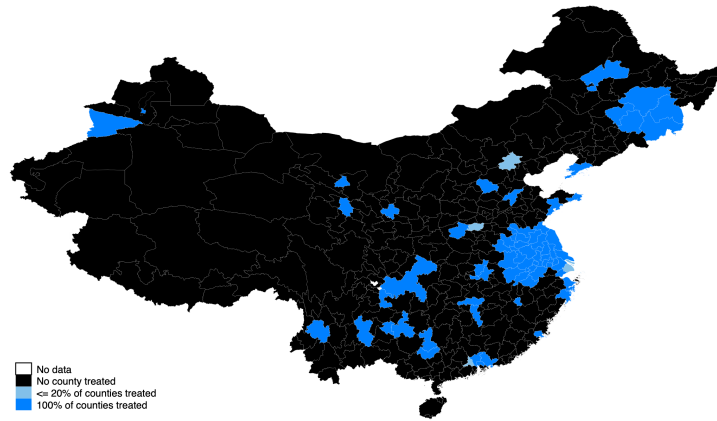 No data
No county treated
<= 20% of counties treated
100% of counties treated